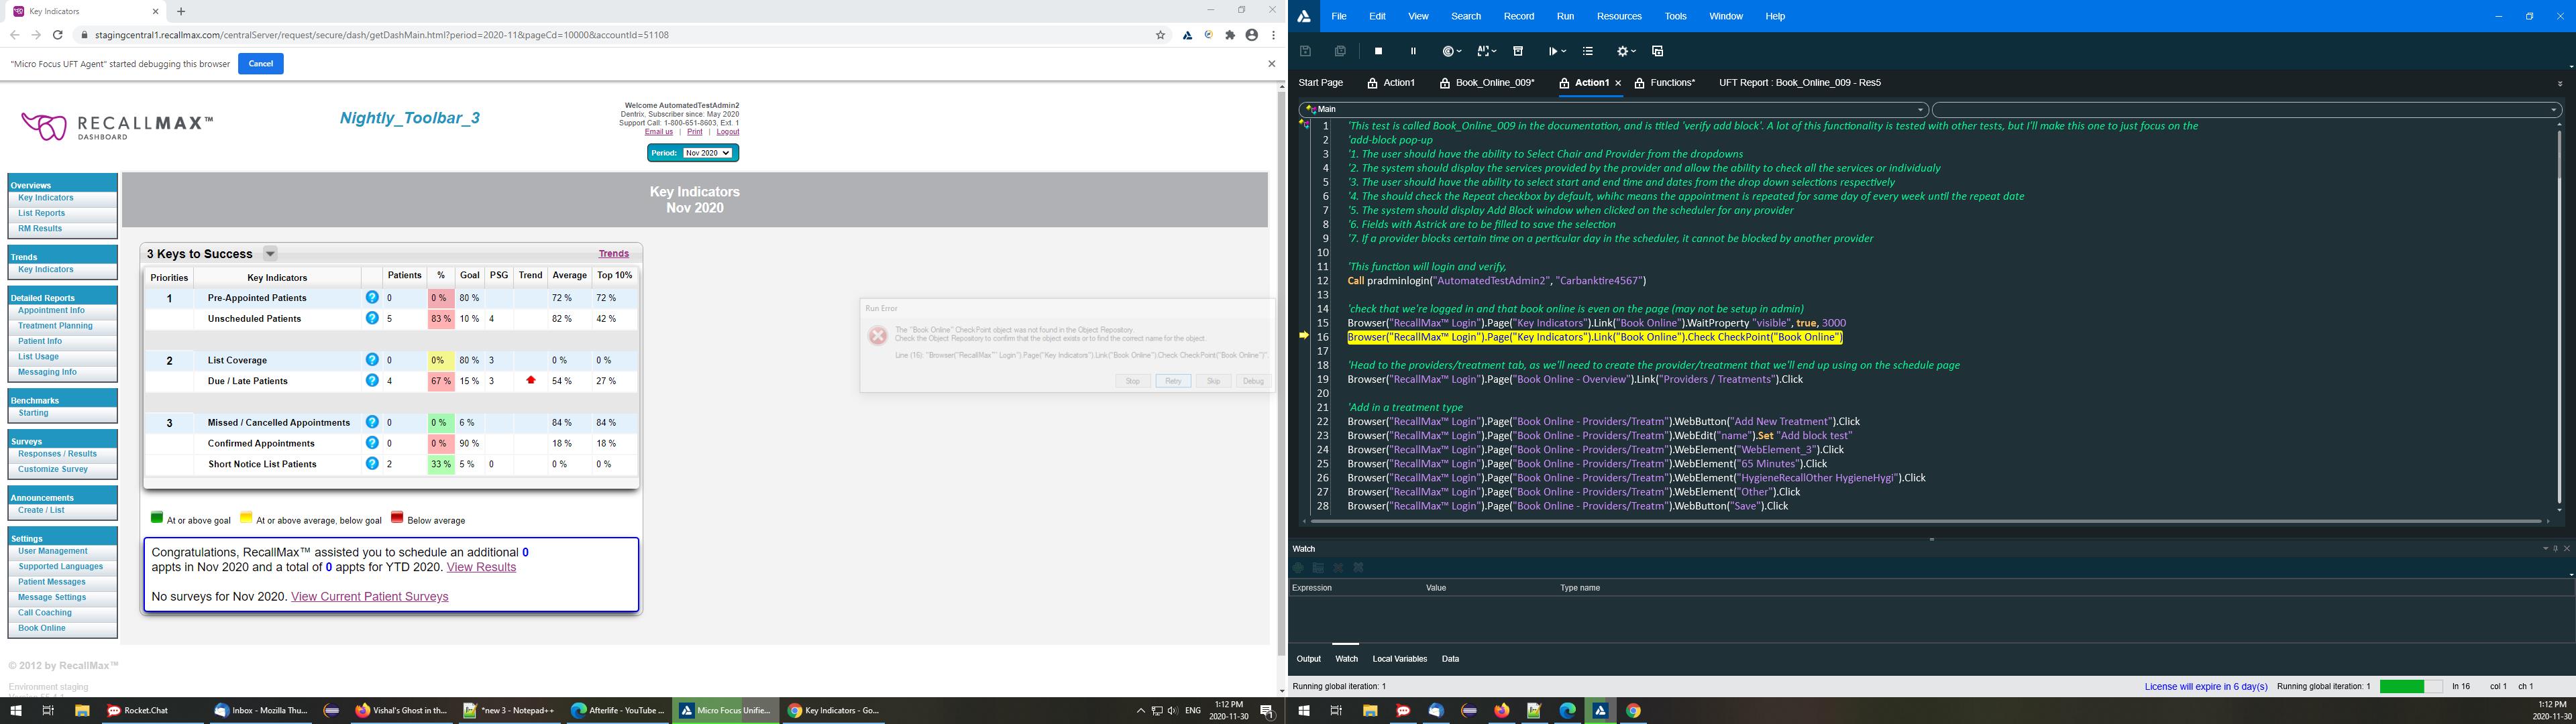 Key Indicators
stagingcentral1.recallmax.com/centralServer/request/secure/dash/getDashMain.html?period=2020-11&pageCd=10000&accountId=51108
"Micro Focus UFT Agent" started debugging this browser
Cancel
RECALLMAX™
DASHBOARD
Nightly_Toolbar_3
Welcome AutomatedTestAdmin2
Dentrix, Subscriber since: May 2020
Support Call: 1-800-651-8603, Ext. 1
Email us | Print | Logout
Period: Nov 2020
Overviews
Key Indicators
List Reports
RM Results
Trends
Key Indicators
Detailed Reports
Appointment Info
Treatment Planning
Patient Info
List Usage
Messaging Info
Benchmarks
Starting
Surveys
Responses / Results
Customize Survey
Announcements
Create / List
Settings
User Management
Supported Languages
Patient Messages
Message Settings
Call Coaching
Book Online
Key Indicators
Nov 2020
3 Keys to Success Trends
Priorities Key Indicators Patients % Goal PSG Trend Average Top 10%
1 Pre-Appointed Patients ? 0 0 % 80 % 72 % 72 %
Unscheduled Patients ? 5 83 % 10 % 4 82 % 42 %
2 List Coverage ? 0 0% 80 % 3 0 % 0 %
Due / Late Patients ? 4 67 % 15 % 3 54 % 27 %
3 Missed / Cancelled Appointments ? 0 0 % 6 % 84 % 84 %
Confirmed Appointments ? 0 0 % 90 % 18 % 18 %
Short Notice List Patients ? 2 33 % 5 % 0 0 % 0 %
At or above goal At or above average, below goal Below average
Congratulations, RecallMax™ assisted you to schedule an additional 0
appts in Nov 2020 and a total of 0 appts for YTD 2020. View Results
No surveys for Nov 2020. View Current Patient Surveys
© 2012 by RecallMax™
Environment staging
Run Error
The "Book Online" CheckPoint object was not found in the Object Repository.
Check the Object Repository to confirm that the object exists or to find the correct name for the object.
Line (16): "Browser("RecallMax™ Login").Page("Key Indicators").Link("Book Online").Check CheckPoint("Book Online")".
Stop Retry Skip Debug
Rocket.Chat
Inbox - Mozilla Thu...
Vishal's Ghost in th...
*new 3 - Notepad++
Afterlife - YouTube ...
Micro Focus Unifie...
Key Indicators - Go...
ENG
1:12 PM
2020-11-30
1
File Edit View Search Record Run Resources Tools Window Help
Start Page Action1 Book_Online_009* Action1 Functions* UFT Report : Book_Online_009 - Res5
Main
1 'This test is called Book_Online_009 in the documentation, and is titled 'verify add block'. A lot of this functionality is tested with other tests, but I'll make this one to just focus on the
2 'add-block pop-up
3 '1. The user should have the ability to Select Chair and Provider from the dropdowns
4 '2. The system should display the services provided by the provider and allow the ability to check all the services or individualy
5 '3. The user should have the ability to select start and end time and dates from the drop down selections respectively
6 '4. The should check the Repeat checkbox by default, whihc means the appointment is repeated for same day of every week until the repeat date
7 '5. The system should display Add Block window when clicked on the scheduler for any provider
8 '6. Fields with Astrick are to be filled to save the selection
9 '7. If a provider blocks certain time on a perticular day in the scheduler, it cannot be blocked by another provider
10
11 'This function will login and verify,
12 Call pradminlogin("AutomatedTestAdmin2", "Carbanktire4567")
13
14 'check that we're logged in and that book online is even on the page (may not be setup in admin)
15 Browser("RecallMax™ Login").Page("Key Indicators").Link("Book Online").WaitProperty "visible", true, 3000
16 Browser("RecallMax™ Login").Page("Key Indicators").Link("Book Online").Check CheckPoint("Book Online")
17
18 'Head to the providers/treatment tab, as we'll need to create the provider/treatment that we'll end up using on the schedule page
19 Browser("RecallMax™ Login").Page("Book Online - Overview").Link("Providers / Treatments").Click
20
21 'Add in a treatment type
22 Browser("RecallMax™ Login").Page("Book Online - Providers/Treatm").WebButton("Add New Treatment").Click
23 Browser("RecallMax™ Login").Page("Book Online - Providers/Treatm").WebEdit("name").Set "Add block test"
24 Browser("RecallMax™ Login").Page("Book Online - Providers/Treatm").WebElement("WebElement_3").Click
25 Browser("RecallMax™ Login").Page("Book Online - Providers/Treatm").WebElement("65 Minutes").Click
26 Browser("RecallMax™ Login").Page("Book Online - Providers/Treatm").WebElement("HygieneRecallOther HygieneHygi").Click
27 Browser("RecallMax™ Login").Page("Book Online - Providers/Treatm").WebElement("Other").Click
28 Browser("RecallMax™ Login").Page("Book Online - Providers/Treatm").WebButton("Save").Click
Watch
Expression Value Type name
Output Watch Local Variables Data
Running global iteration: 1
License will expire in 6 day(s) Running global iteration: 1 ln 16 col 1 ch 1
1:12 PM
2020-11-30